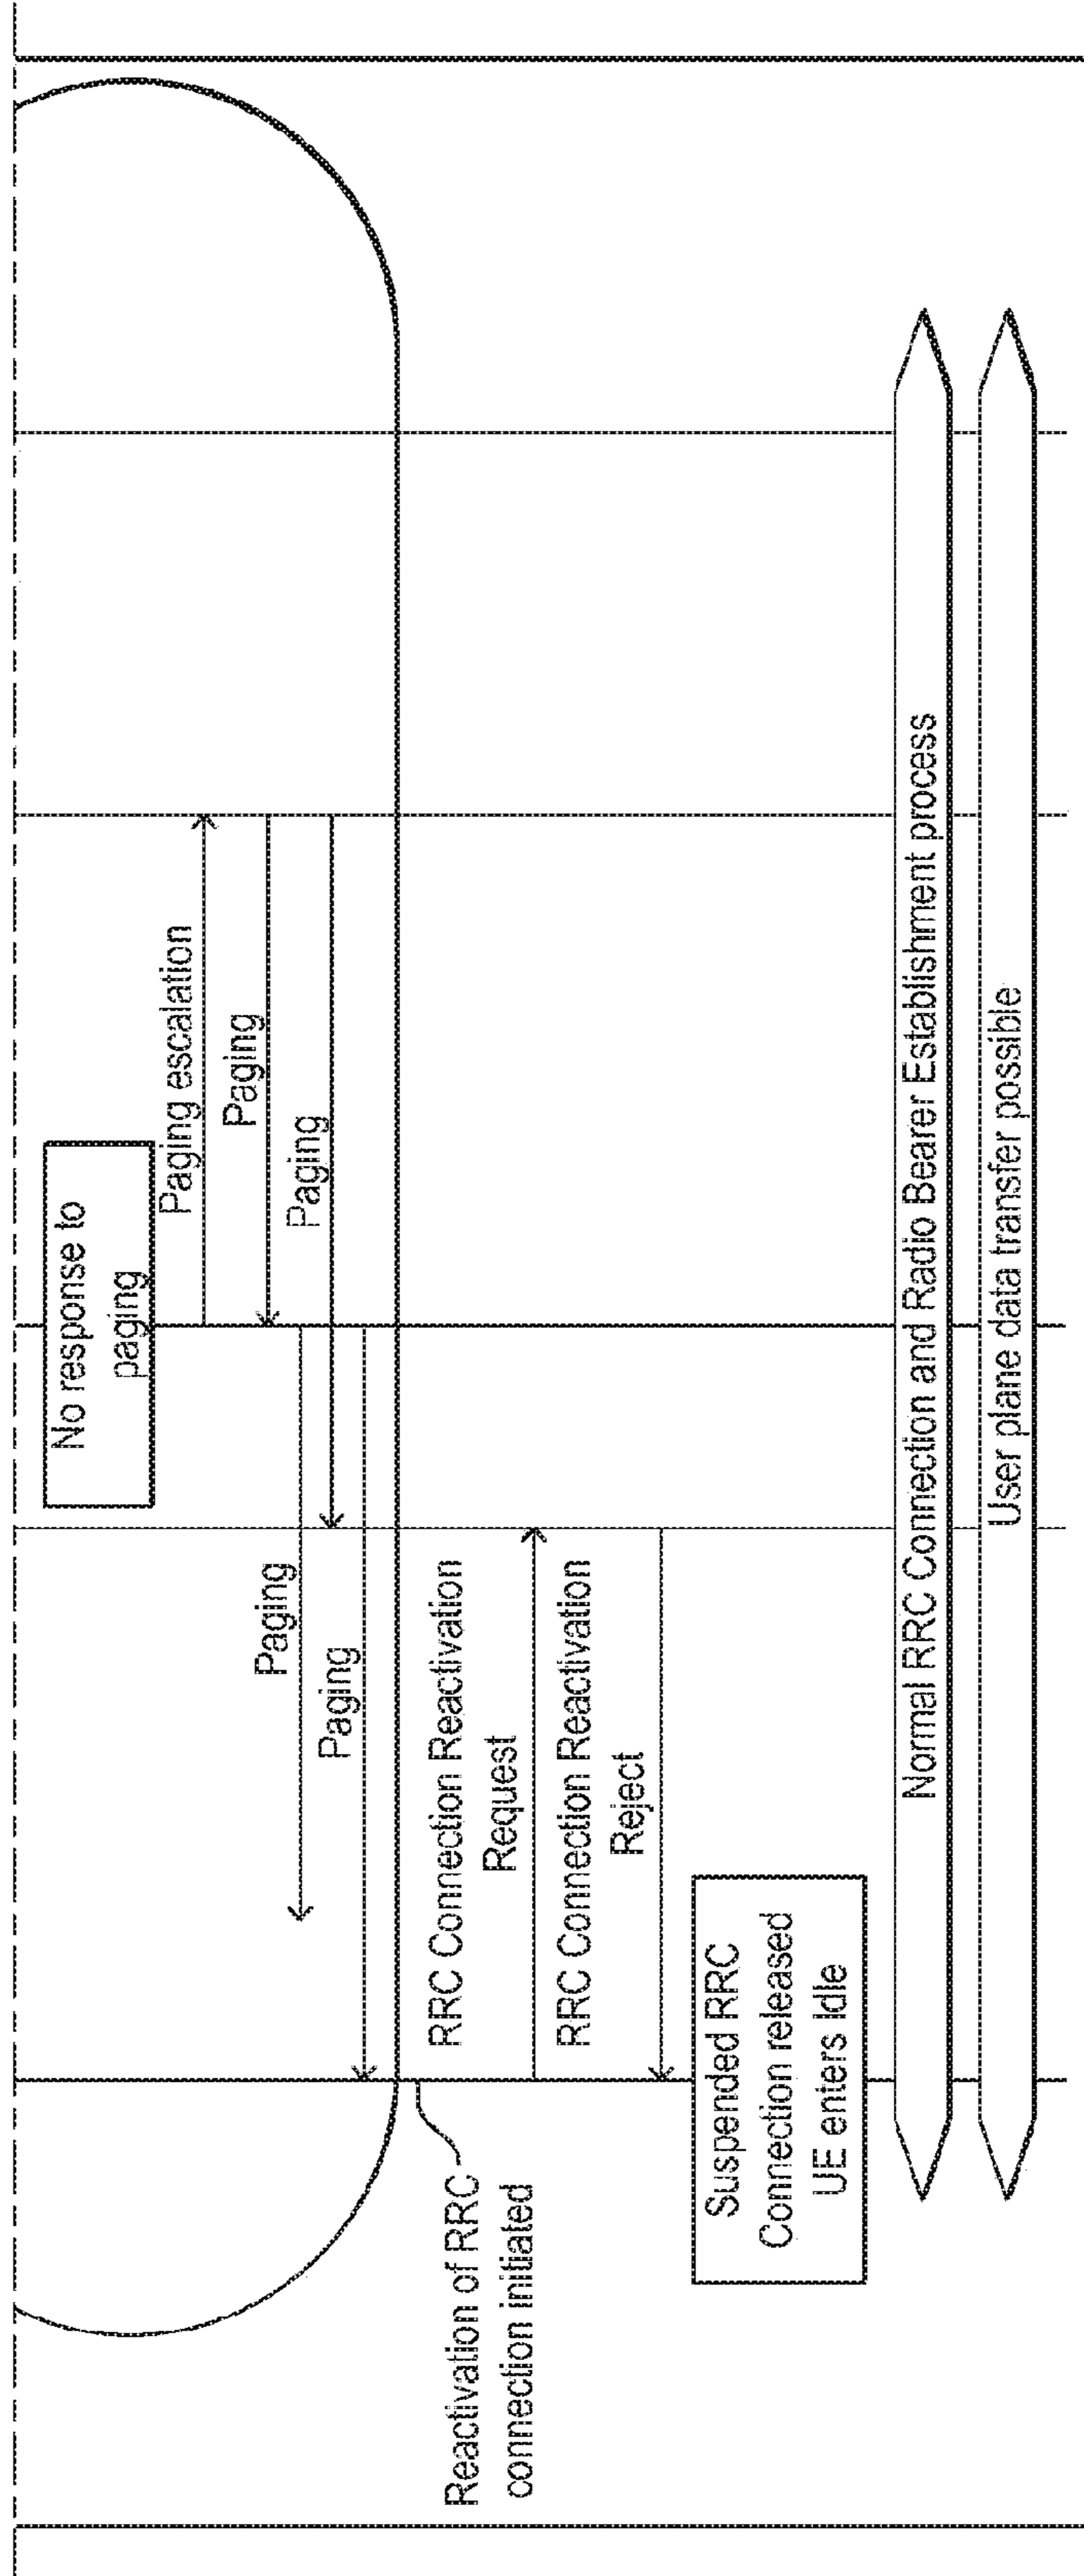 No response to
paging
Paging escalation
Paging
Paging
Paging
Paging
Reactivation of RRC
connection initiated
RRC Connection Reactivation
Request
RRC Connection Reactivation
Reject
Suspended RRC
Connection released
UE enters Idle
Normal RRC Connection and Radio Bearer Establishment process
User plane data transfer possible